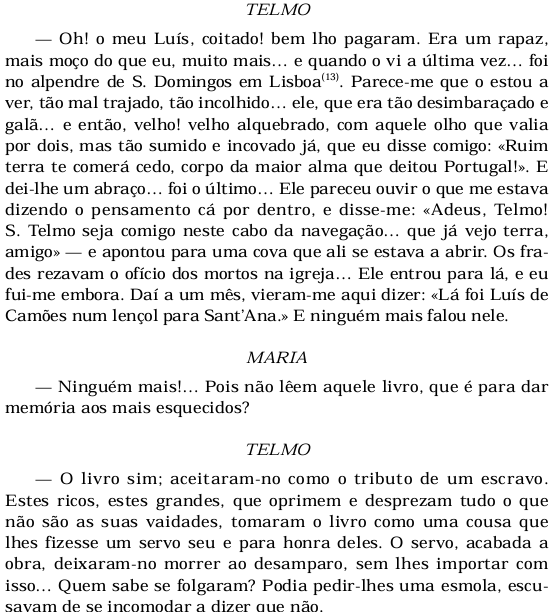 TELMO
— Oh! o meu Luís, coitado! bem lho pagaram. Era um rapaz,
mais moço do que eu, muito mais… e quando o vi a última vez… foi
no alpendre de S. Domingos em Lisboa(13). Parece-me que o estou a
ver, tão mal trajado, tão incolhido… ele, que era tão desimbaraçado e
galã… e então, velho! velho alquebrado, com aquele olho que valia
por dois, mas tão sumido e incovado já, que eu disse comigo: «Ruim
terra te comerá cedo, corpo da maior alma que deitou Portugal!». E
dei-lhe um abraço… foi o último… Ele pareceu ouvir o que me estava
dizendo o pensamento cá por dentro, e disse-me: «Adeus, Telmo!
S. Telmo seja comigo neste cabo da navegação… que já vejo terra,
amigo» — e apontou para uma cova que ali se estava a abrir. Os fra-
des rezavam o ofício dos mortos na igreja… Ele entrou para lá, e eu
fui-me embora. Daí a um mês, vieram-me aqui dizer: «Lá foi Luís de
Camões num lençol para Sant’Ana.» E ninguém mais falou nele.
MARIA
— Ninguém mais!… Pois não lêem aquele livro, que é para dar
memória aos mais esquecidos?
TELMO
— O livro sim; aceitaram-no como o tributo de um escravo.
Estes ricos, estes grandes, que oprimem e desprezam tudo o que
não são as suas vaidades, tomaram o livro como uma cousa que
lhes fizesse um servo seu e para honra deles. O servo, acabada a
obra, deixaram-no morrer ao desamparo, sem lhes importar com
isso… Quem sabe se folgaram? Podia pedir-lhes uma esmola, escu-
savam de se incomodar a dizer que não.